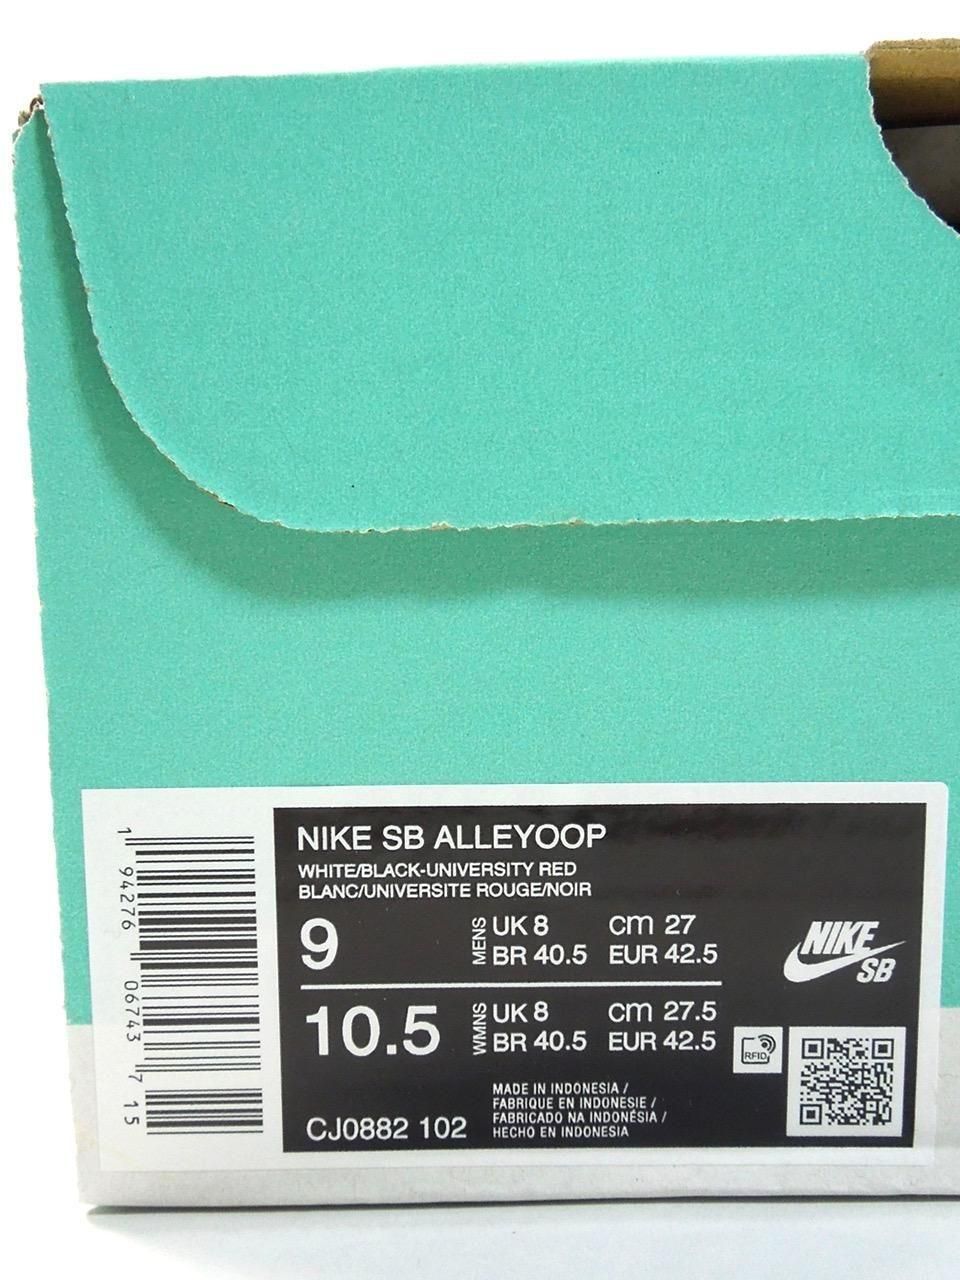 NIKE SB ALLEYOOP
WHITE/BLACK-UNIVERSITY RED
BLANC/UNIVERSITE ROUGE/NOIR
9
MENS
UK 8 cm 27
BR 40.5 EUR 42.5
10.5
WMNS
UK 8 cm 27.5
BR 40.5 EUR 42.5
CJ0882 102
MADE IN INDONESIA /
FABRIQUE EN INDONESIE /
FABRICADO NA INDONÉSIA /
HECHO EN INDONESIA
NIKE
SB
RFID
1 94276 06743 7 15